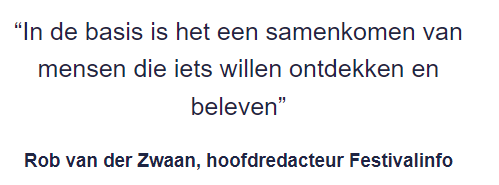 “In de basis is het een samenkomen van
mensen die iets willen ontdekken en
beleven”
Rob van der Zwaan, hoofdredacteur Festivalinfo